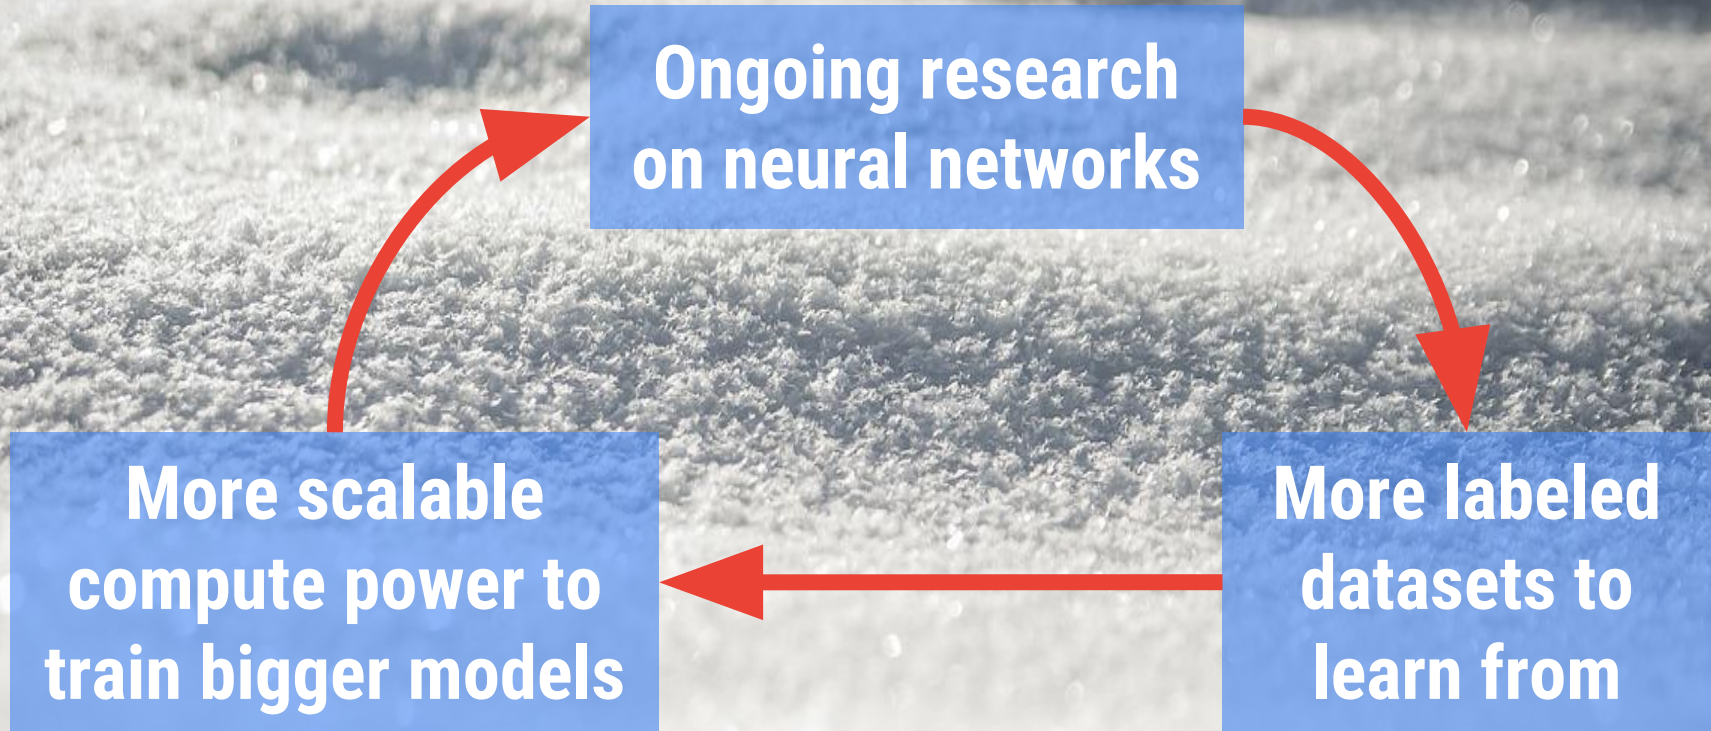 Ongoing research
on neural networks
More scalable
compute power to
train bigger models
More labeled
datasets to
learn from